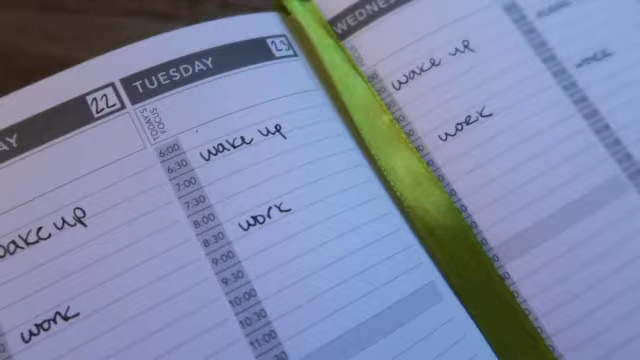 AY 22
wake up
work
TUESDAY 23
TODAY'S
FOCUS
6:00 wake up
6:30
7:00
7:30
8:00 work
8:30
9:00
9:30
10:00
10:30
11:00
WEDNES
wake up
work